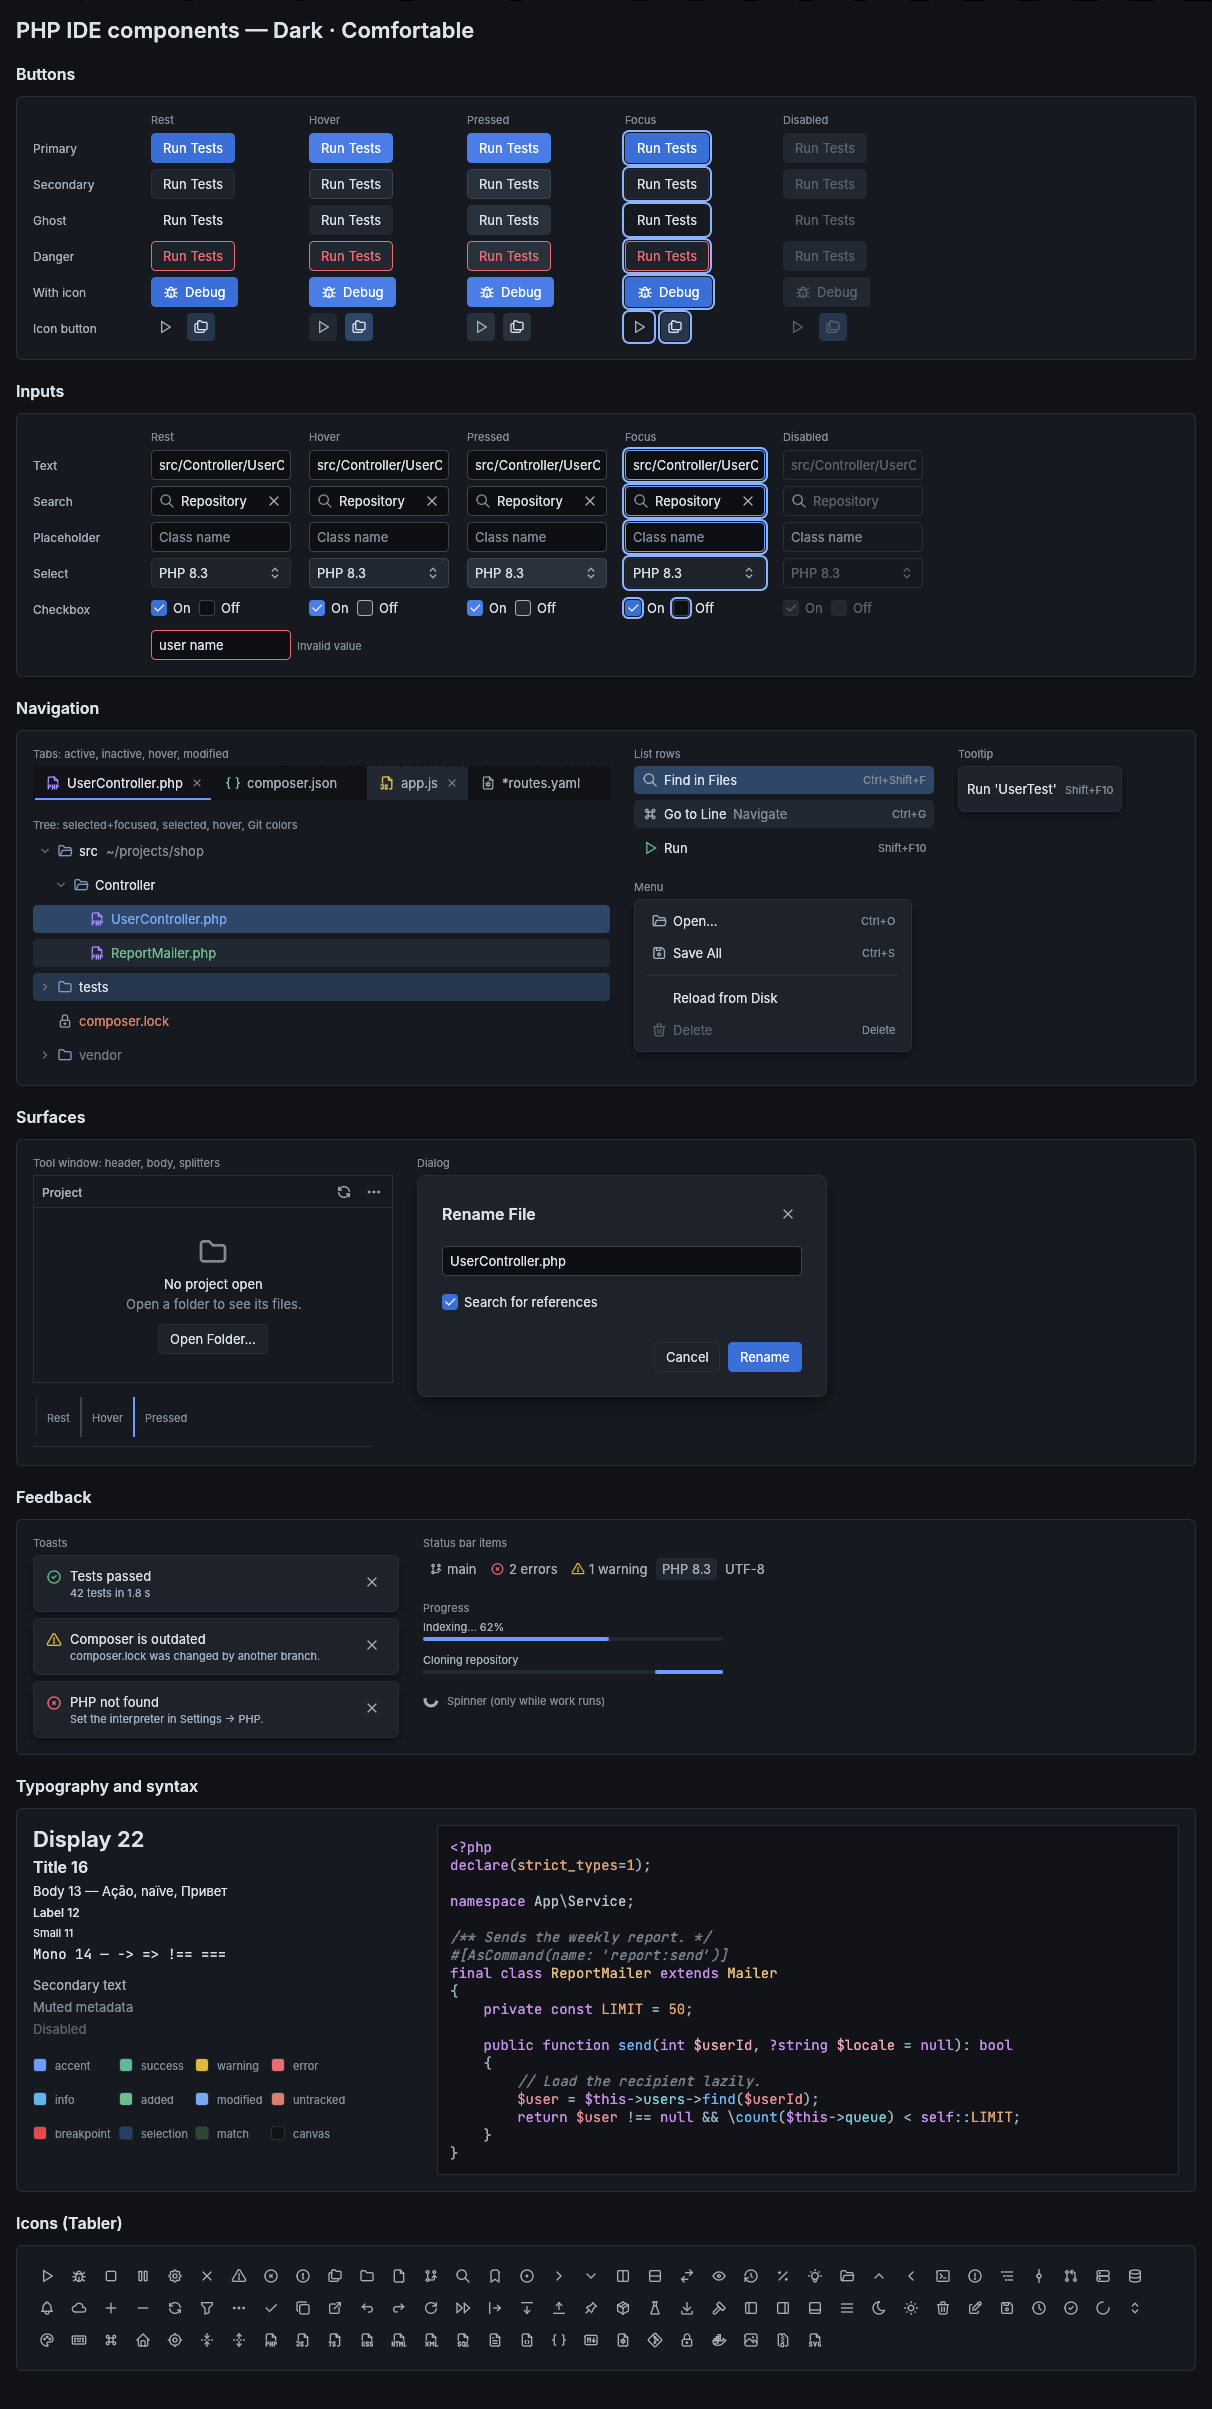 PHP IDE components — Dark · Comfortable
Buttons
Rest Hover Pressed Focus Disabled
Primary Run Tests Run Tests Run Tests Run Tests Run Tests
Secondary Run Tests Run Tests Run Tests Run Tests Run Tests
Ghost Run Tests Run Tests Run Tests Run Tests Run Tests
Danger Run Tests Run Tests Run Tests Run Tests Run Tests
With icon Debug Debug Debug Debug Debug
Icon button
Inputs
Rest Hover Pressed Focus Disabled
Text src/Controller/UserC src/Controller/UserC src/Controller/UserC src/Controller/UserC src/Controller/UserC
Search Repository Repository Repository Repository Repository
Placeholder Class name Class name Class name Class name Class name
Select PHP 8.3 PHP 8.3 PHP 8.3 PHP 8.3 PHP 8.3
Checkbox On Off On Off On Off On Off On Off
user name Invalid value
Navigation
Tabs: active, inactive, hover, modified
UserController.php composer.json app.js *routes.yaml
Tree: selected+focused, selected, hover, Git colors
src ~/projects/shop
Controller
UserController.php
ReportMailer.php
tests
composer.lock
vendor
List rows
Find in Files Ctrl+Shift+F
Go to Line Navigate Ctrl+G
Run Shift+F10
Menu
Open... Ctrl+O
Save All Ctrl+S
Reload from Disk
Delete Delete
Tooltip
Run 'UserTest' Shift+F10
Surfaces
Tool window: header, body, splitters
Project
No project open
Open a folder to see its files.
Open Folder...
Rest Hover Pressed
Dialog
Rename File
UserController.php
Search for references
Cancel Rename
Feedback
Toasts
Tests passed
42 tests in 1.8 s
Composer is outdated
composer.lock was changed by another branch.
PHP not found
Set the interpreter in Settings → PHP.
Status bar items
main 2 errors 1 warning PHP 8.3 UTF-8
Progress
Indexing... 62%
Cloning repository
Spinner (only while work runs)
Typography and syntax
Display 22
Title 16
Body 13 — Ação, naïve, Привет
Label 12
Small 11
Mono 14 — -> => !== ===
Secondary text
Muted metadata
Disabled
accent success warning error
info added modified untracked
breakpoint selection match canvas
<?php
declare(strict_types=1);
namespace App\Service;
/** Sends the weekly report. */
#[AsCommand(name: 'report:send')]
final class ReportMailer extends Mailer
{
private const LIMIT = 50;
public function send(int $userId, ?string $locale = null): bool
{
// Load the recipient lazily.
$user = $this->users->find($userId);
return $user !== null && \count($this->queue) < self::LIMIT;
}
}
Icons (Tabler)
PHP JS TS CSS HTML XML SQL SVG